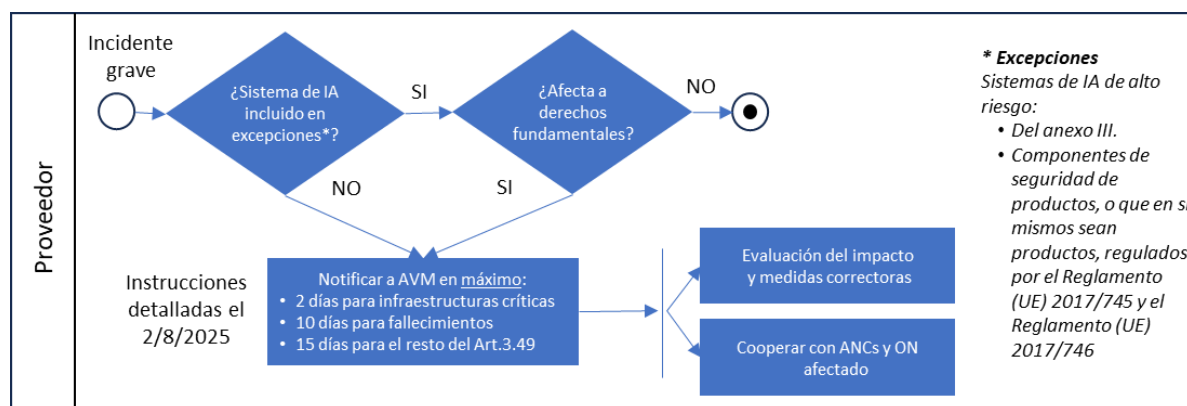 Proveedor
Incidente
grave
¿Sistema de IA
incluido en
excepciones*?
SI
NO
¿Afecta a
derechos
fundamentales?
NO
SI
Instrucciones
detalladas el
2/8/2025
Notificar a AVM en máximo:
• 2 días para infraestructuras críticas
• 10 días para fallecimientos
• 15 días para el resto del Art.3.49
Evaluación del impacto
y medidas correctoras
Cooperar con ANCs y ON
afectado
* Excepciones
Sistemas de IA de alto
riesgo:
• Del anexo III.
• Componentes de
seguridad de
productos, o que en sí
mismos sean
productos, regulados
por el Reglamento
(UE) 2017/745 y el
Reglamento (UE)
2017/746